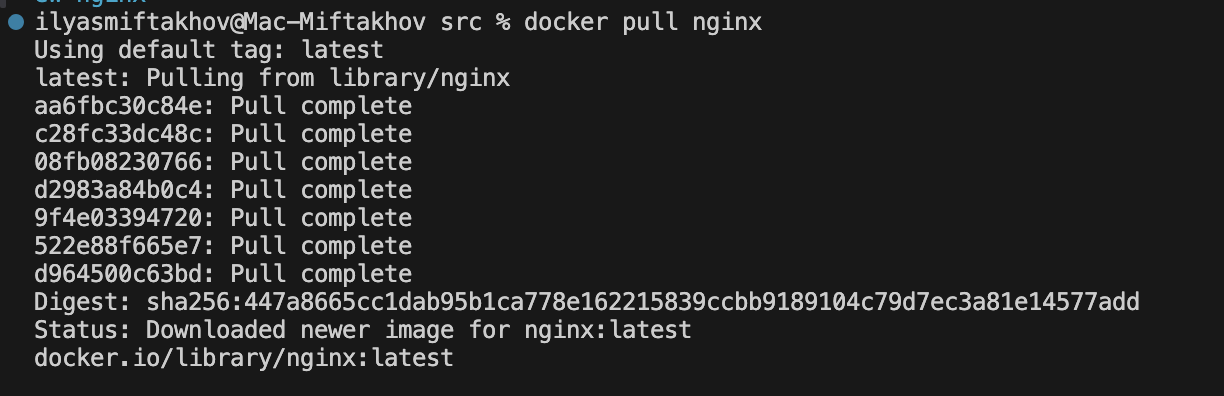 ilyasmiftakhov@Mac-Miftakhov src % docker pull nginx
Using default tag: latest
latest: Pulling from library/nginx
aa6fbc30c84e: Pull complete
c28fc33dc48c: Pull complete
08fb08230766: Pull complete
d2983a84b0c4: Pull complete
9f4e03394720: Pull complete
522e88f665e7: Pull complete
d964500c63bd: Pull complete
Digest: sha256:447a8665cc1dab95b1ca778e162215839ccbb9189104c79d7ec3a81e14577add
Status: Downloaded newer image for nginx:latest
docker.io/library/nginx:latest